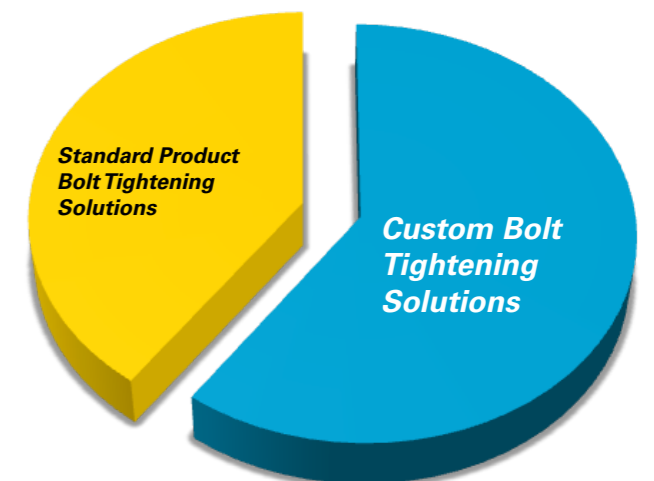 Standard Product
Bolt Tightening
Solutions
Custom Bolt
Tightening
Solutions